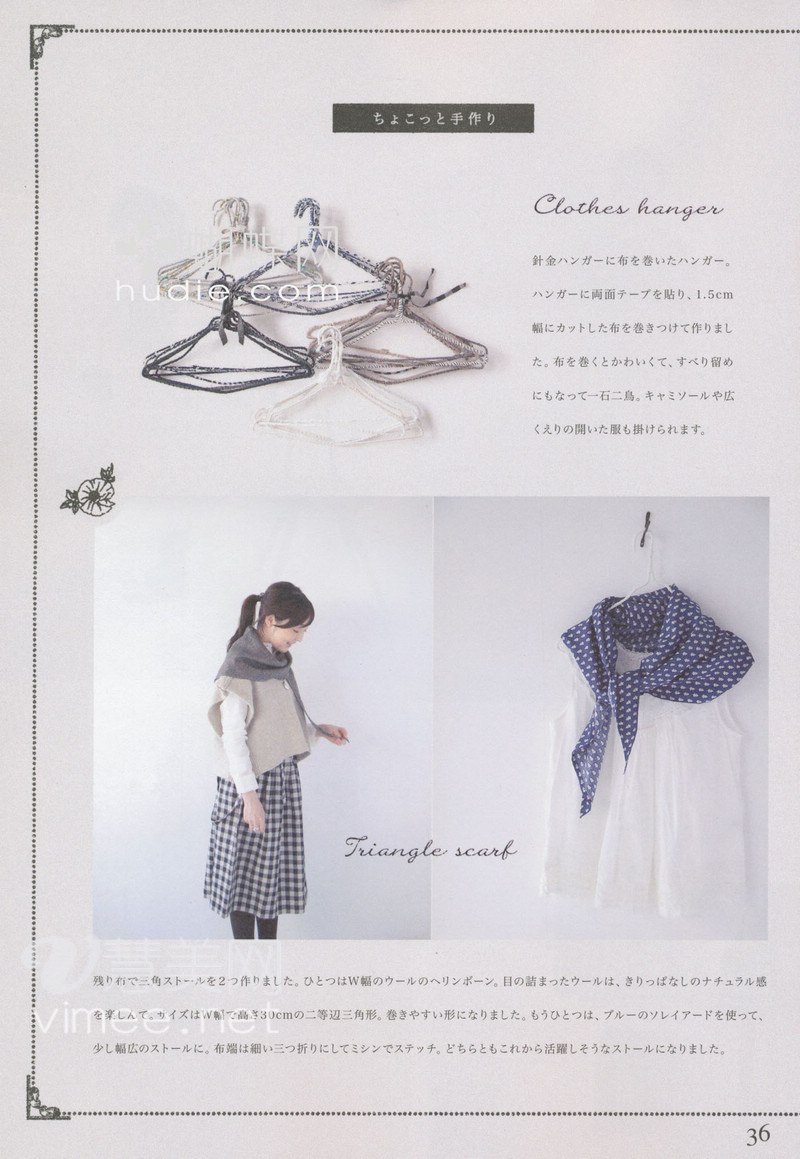 ちょこっと手作り
Clothes hanger
針金ハンガーに布を巻いたハンガー。
ハンガーに両面テープを貼り、1.5cm
幅にカットした布を巻きつけて作りまし
た。布を巻くとかわいくて、すべり留め
にもなって一石二鳥。キャミソールや広
くえりの開いた服も掛けられます。
蝴蝶网
hudie.com
Triangle scarf
慧美网
vimee.net
残り布で三角ストールを2つ作りました。ひとつはW幅のウールのヘリンボーン。目の詰まったウールは、きりっぱなしのナチュラル感
を楽しんで。サイズはW幅で高さ30cmの二等辺三角形。巻きやすい形になりました。もうひとつは、ブルーのソレイアードを使って、
少し幅広のストールに。布端は細い三つ折りにしてミシンでステッチ。どちらともこれから活躍しそうなストールになりました。
36